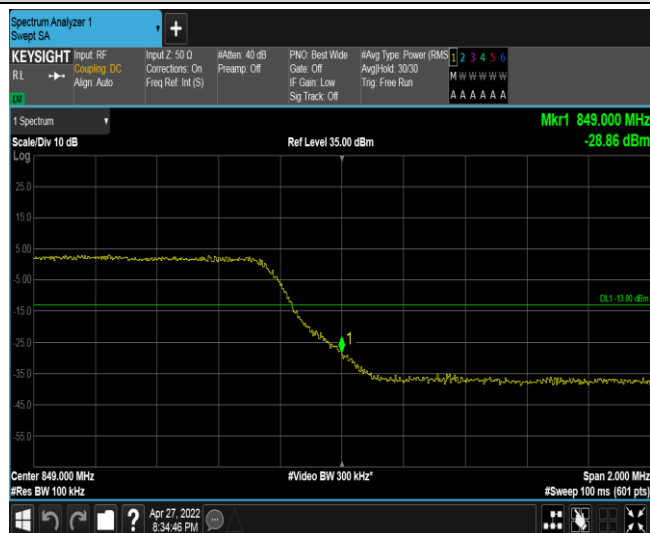 Spectrum Analyzer 1
Swept SA
KEYSIGHT
RL
Input: RF
Coupling: DC
Align: Auto
Input Z: 50 Ω
Corrections: On
Freq Ref: Int (S)
#Atten: 40 dB
Preamp: Off
PNO: Best Wide
Gate: Off
IF Gain: Low
Sig Track: Off
#Avg Type: Power (RMS
Avg|Hold: 30/30
Trig: Free Run
1 2 3 4 5 6
M W W W W W
A A A A A A
1 Spectrum
Mkr1 849.000 MHz
Scale/Div 10 dB
Ref Level 35.00 dBm
-28.86 dBm
Log
25.0
15.0
5.00
-5.00
DL1 -13.00 dBm
-15.0
1
-25.0
-35.0
-45.0
-55.0
Center 849.000 MHz
#Video BW 300 kHz*
Span 2.000 MHz
#Res BW 100 kHz
#Sweep 100 ms (601 pts)
Apr 27, 2022
8:34:46 PM